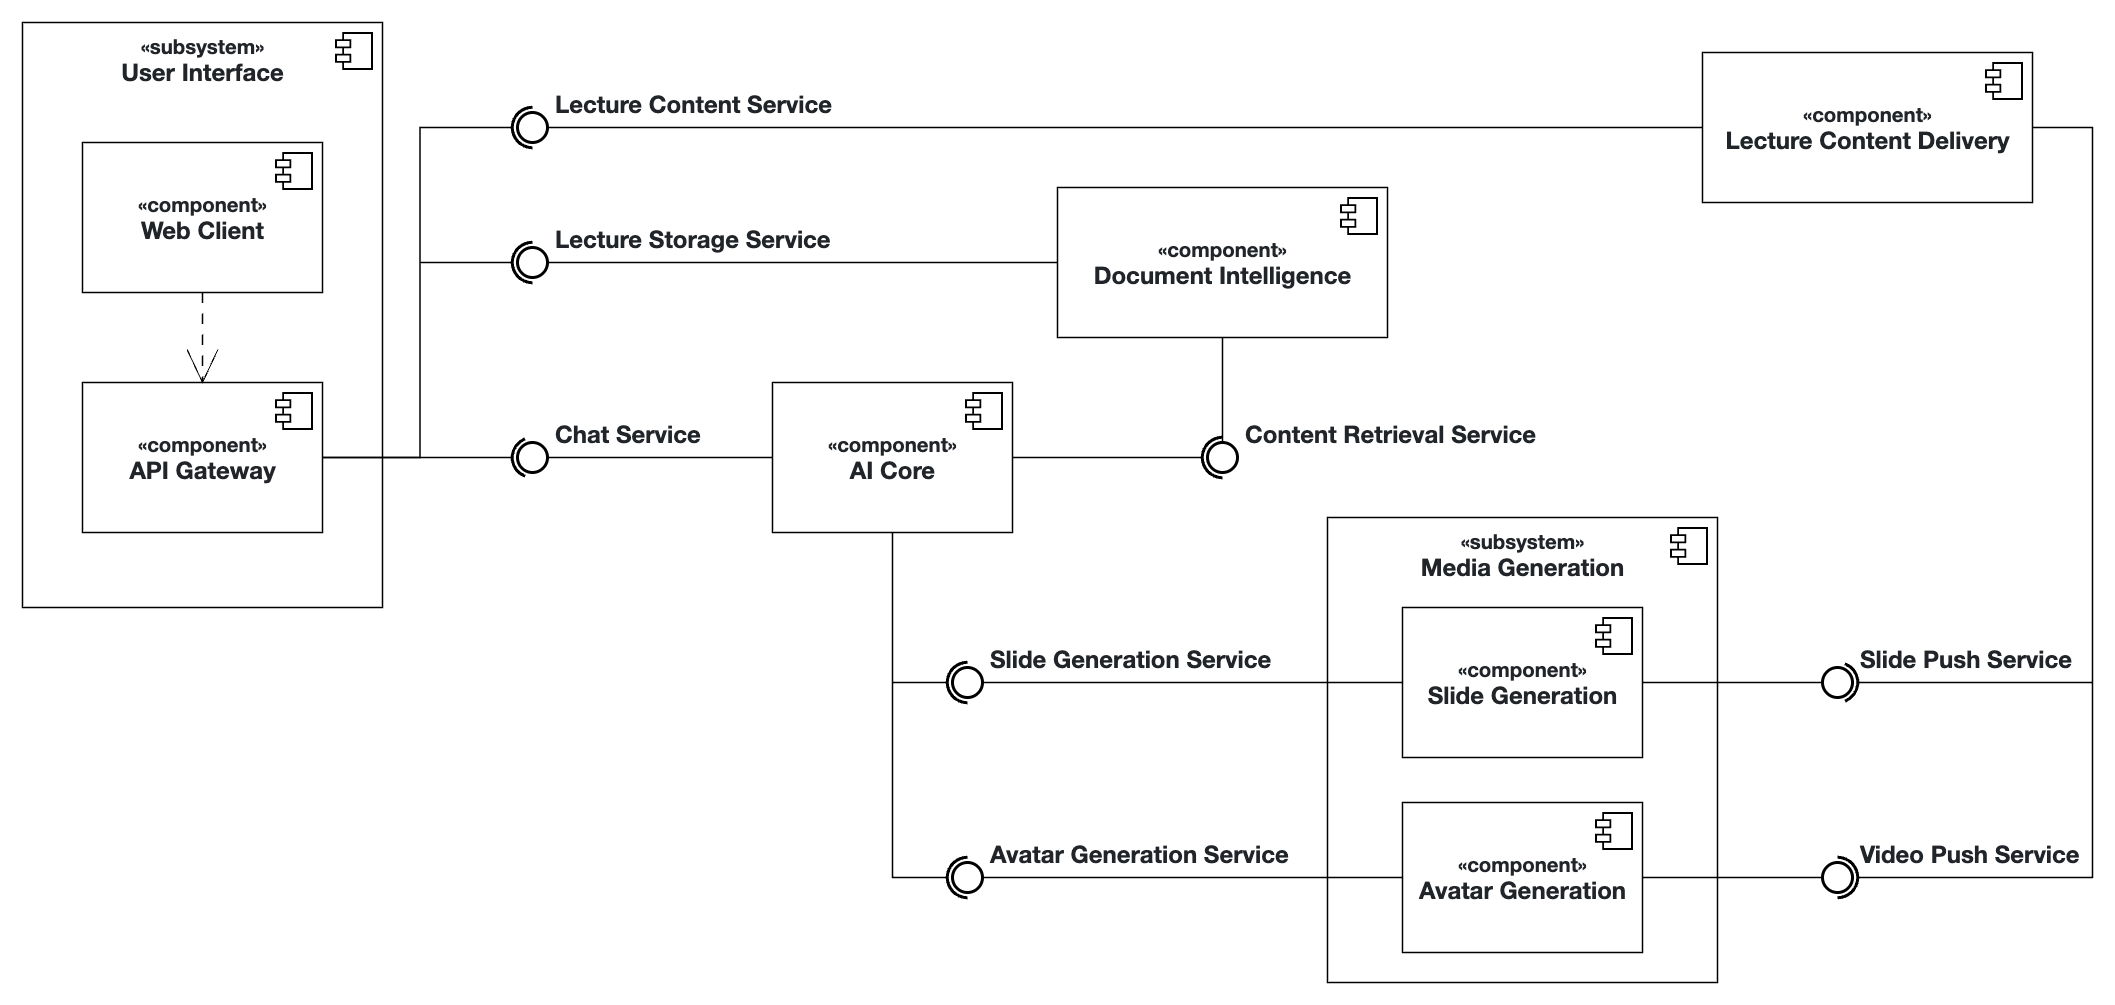 «subsystem»
User Interface
«component»
Web Client
«component»
API Gateway
Lecture Content Service
«component»
Lecture Content Delivery
Lecture Storage Service
«component»
Document Intelligence
Chat Service
«component»
AI Core
Content Retrieval Service
«subsystem»
Media Generation
Slide Generation Service
«component»
Slide Generation
Slide Push Service
Avatar Generation Service
«component»
Avatar Generation
Video Push Service